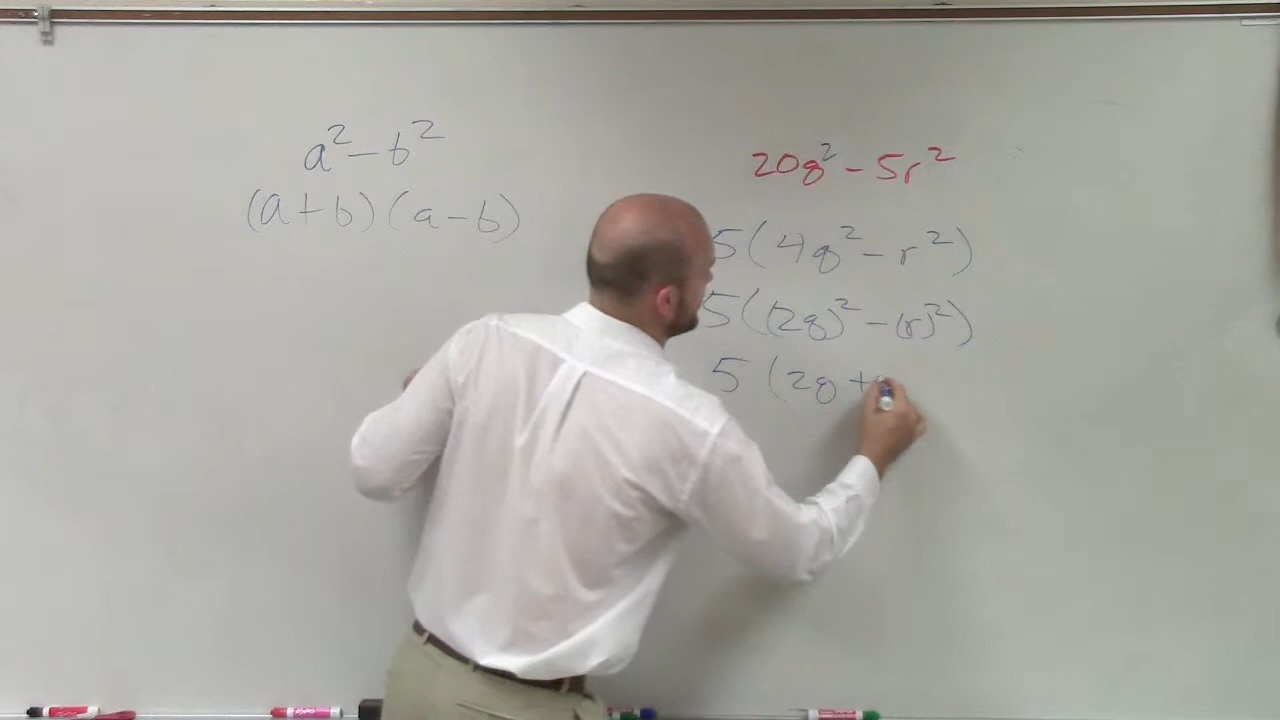 a² − b²
(a + b) (a − b)
20q² − 5r²
5(4q² − r²)
5((2q)² − (r)²)
5 (2q +